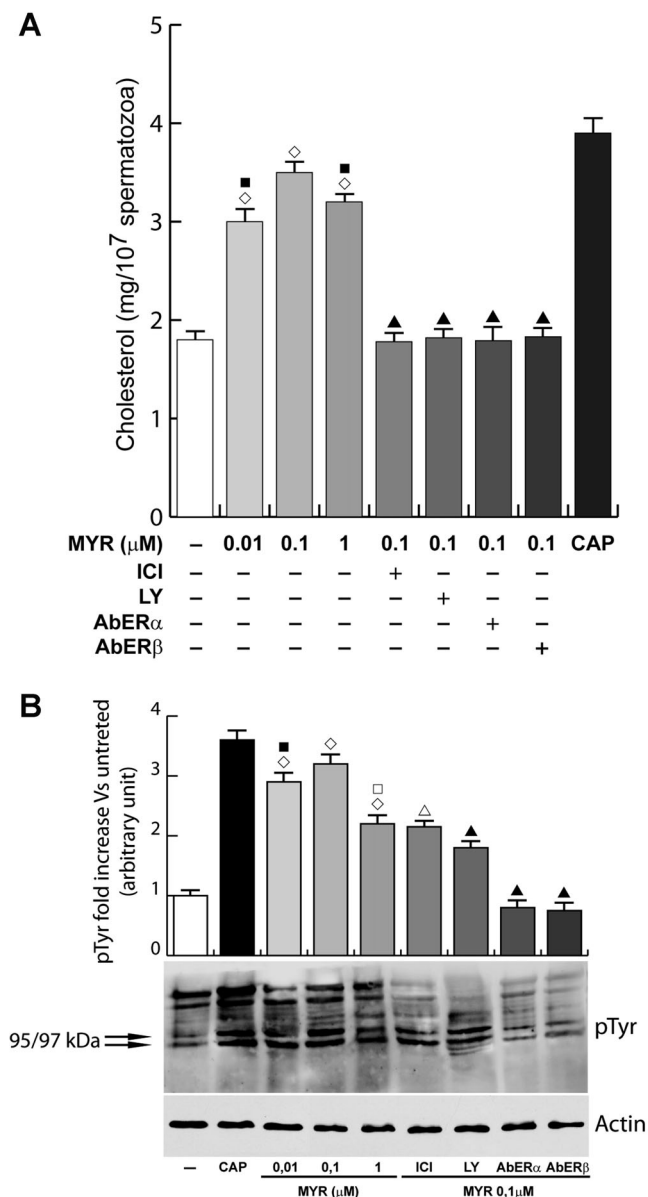 A
Cholesterol (mg/10⁷ spermatozoa)
5
4
3
2
1
0
MYR (μM) – 0.01 0.1 1 0.1 0.1 0.1 0.1 CAP
ICI – – – – + – – –
LY – – – – – + – –
AbERα – – – – – – + –
AbERβ – – – – – – – +
B
pTyr fold increase Vs untreted
(arbitrary unit)
4
3
2
1
0
95/97 kDa
pTyr
Actin
– CAP 0,01 0,1 1 ICI LY AbERα AbERβ
MYR (μM) MYR 0,1μM